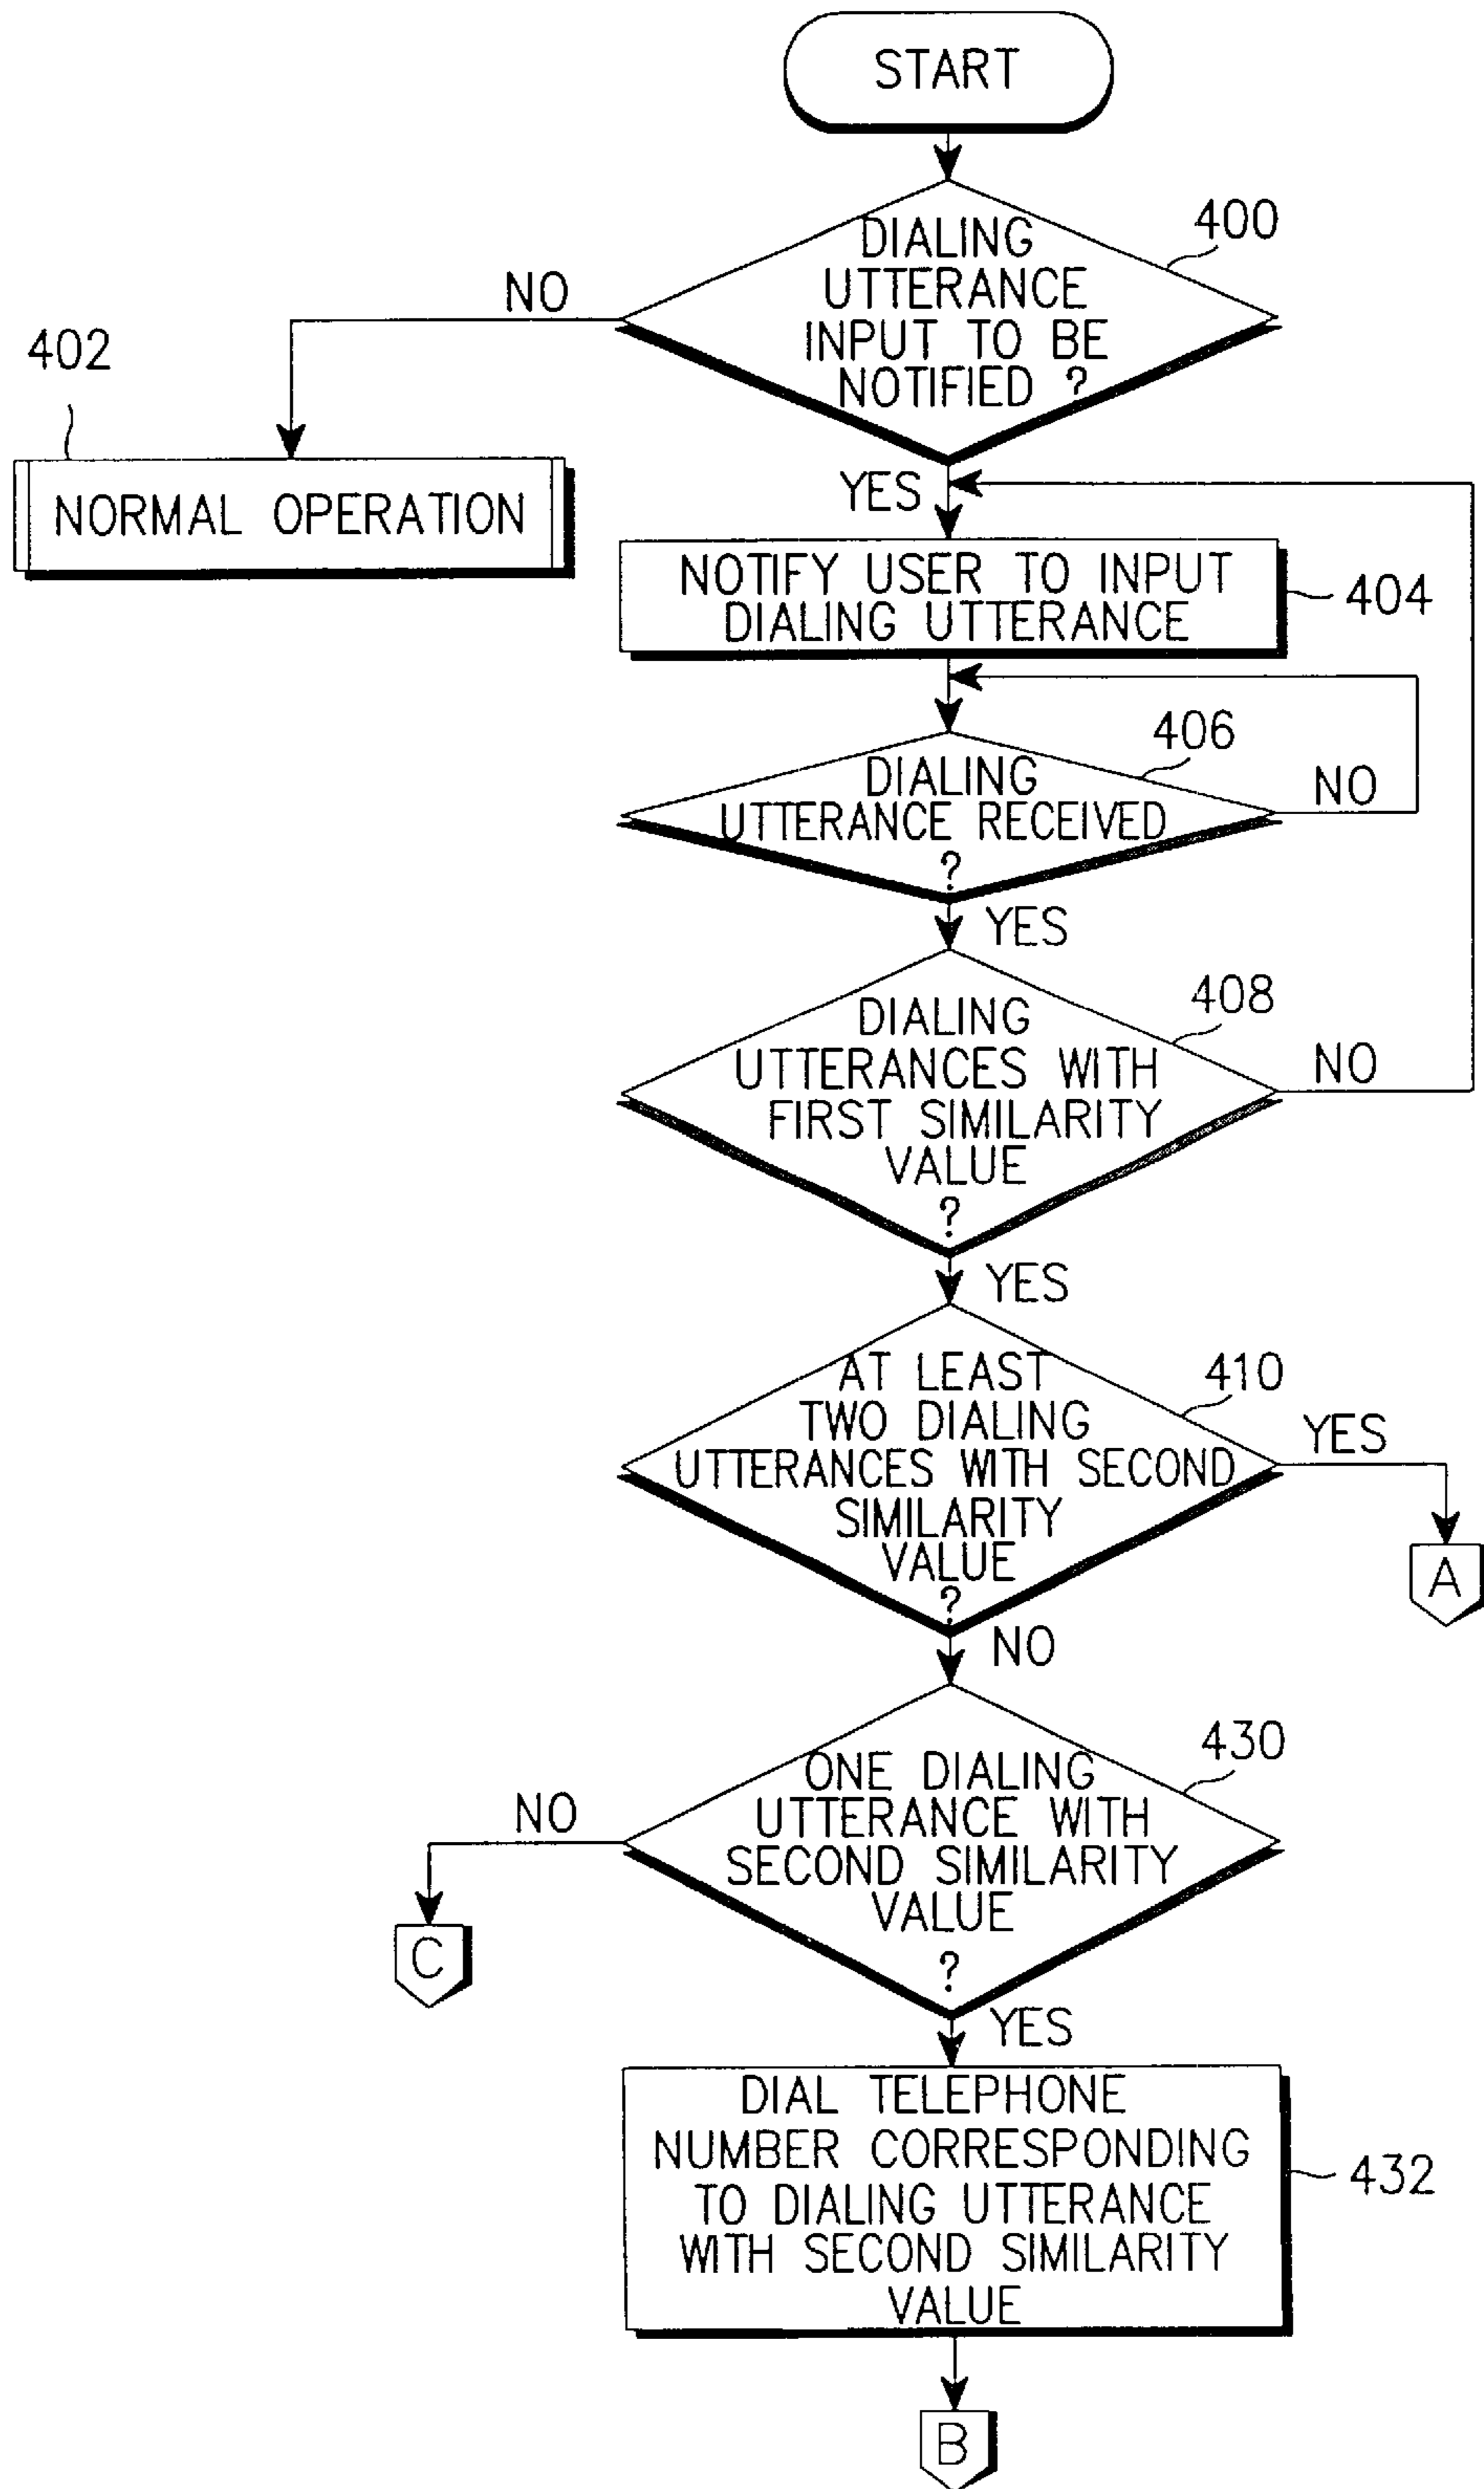 START
400
DIALING
UTTERANCE
INPUT TO BE
NOTIFIED ?
NO
402
NORMAL OPERATION
YES
NOTIFY USER TO INPUT
DIALING UTTERANCE
404
406
DIALING
UTTERANCE RECEIVED
?
NO
YES
408
DIALING
UTTERANCES WITH
FIRST SIMILARITY
VALUE
?
NO
YES
410
AT LEAST
TWO DIALING
UTTERANCES WITH SECOND
SIMILARITY
VALUE
?
YES
A
NO
430
ONE DIALING
UTTERANCE WITH
SECOND SIMILARITY
VALUE
?
NO
C
YES
DIAL TELEPHONE
NUMBER CORRESPONDING
TO DIALING UTTERANCE
WITH SECOND SIMILARITY
VALUE
432
B